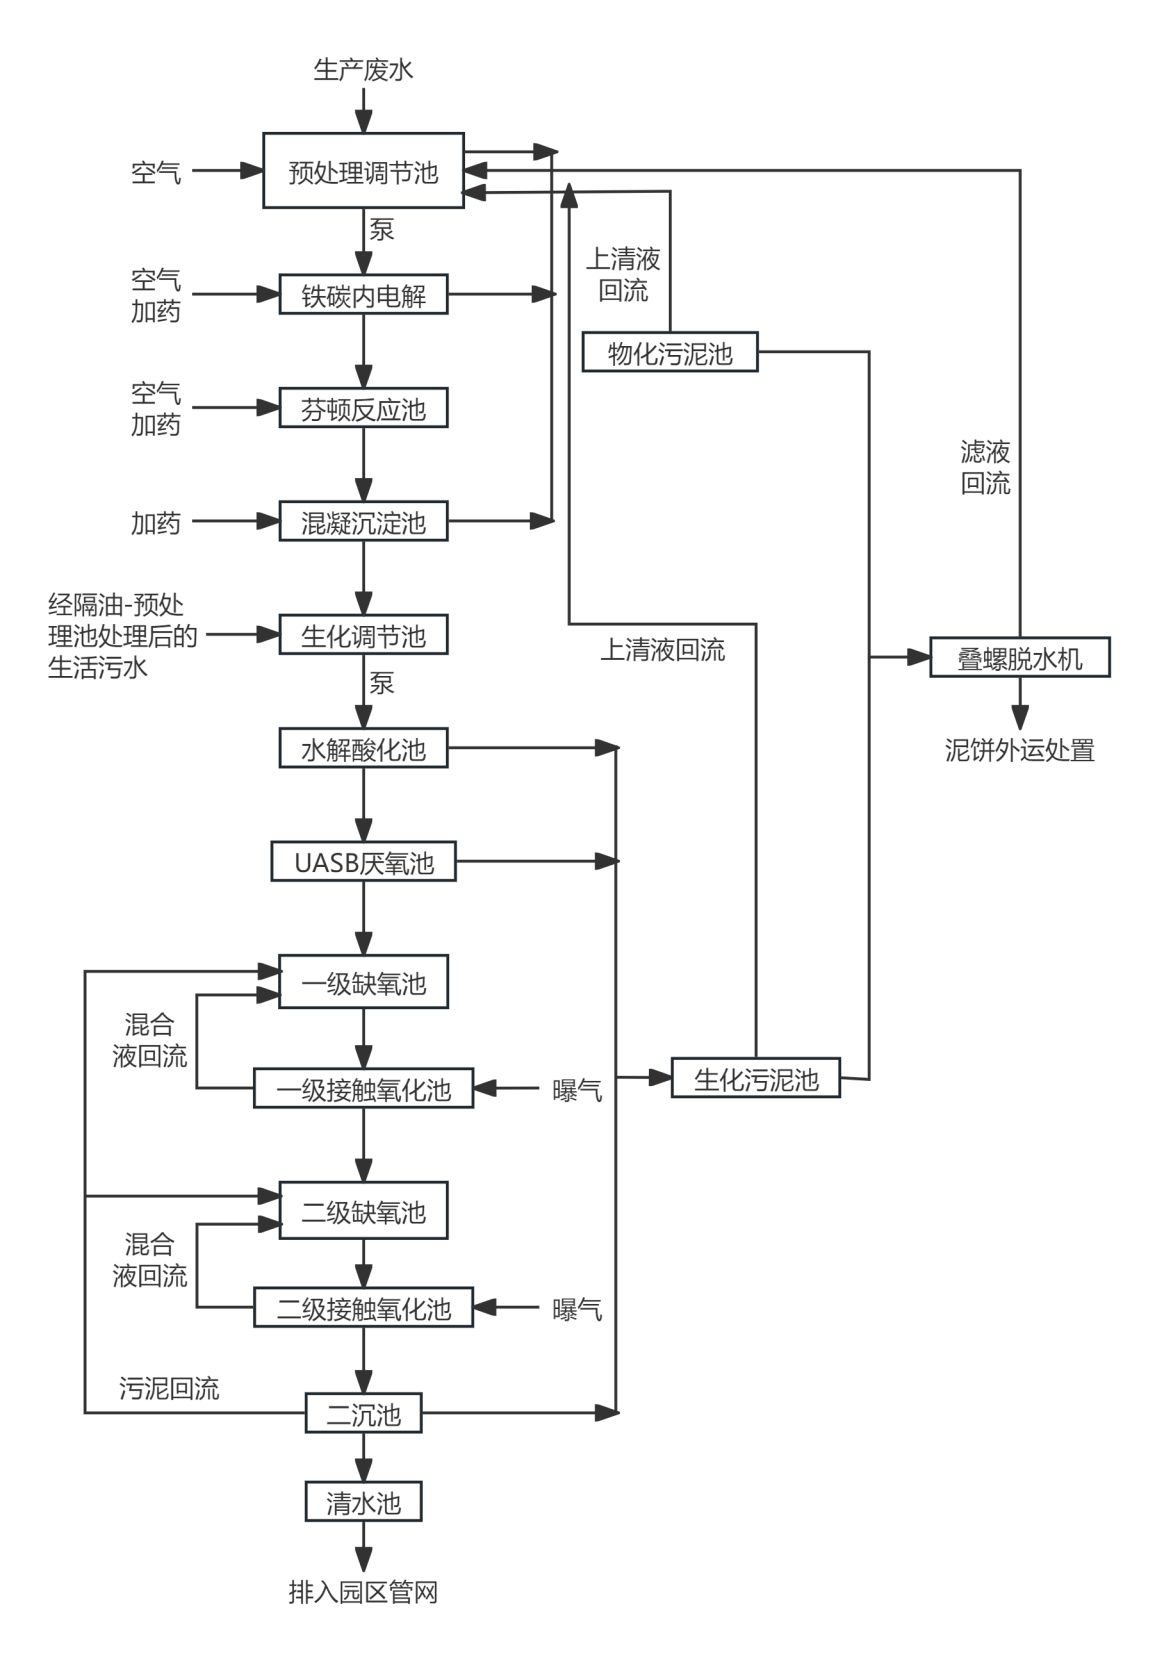 生产废水
空气
预处理调节池
泵
空气
加药
铁碳内电解
上清液
回流
物化污泥池
空气
加药
芬顿反应池
滤液
回流
加药
混凝沉淀池
经隔油-预处
理池处理后的
生活污水
生化调节池
上清液回流
叠螺脱水机
泵
泥饼外运处置
水解酸化池
UASB厌氧池
一级缺氧池
混合
液回流
一级接触氧化池
曝气
生化污泥池
二级缺氧池
混合
液回流
二级接触氧化池
曝气
污泥回流
二沉池
清水池
排入园区管网